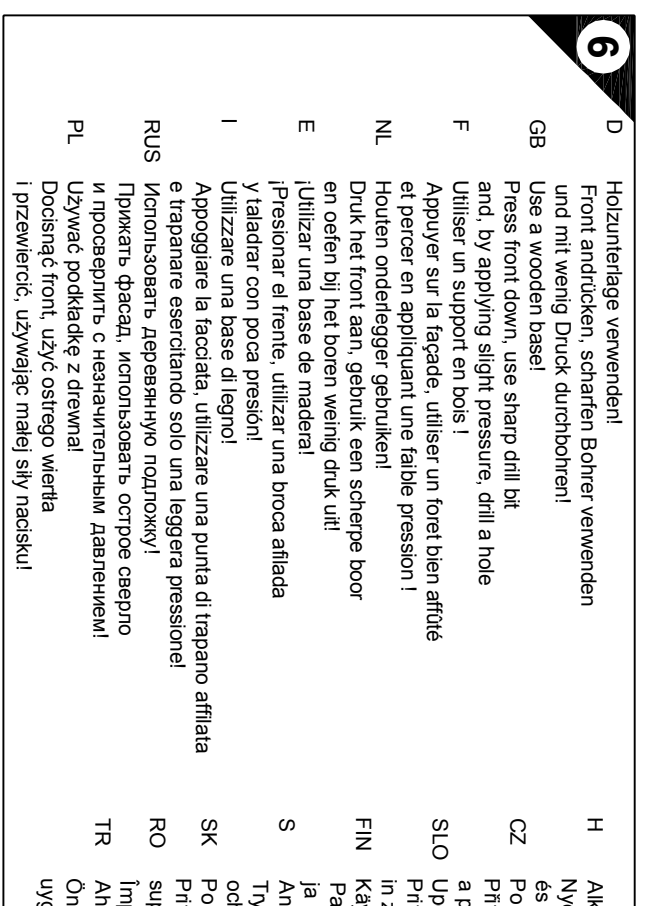 6
D Holzunterlage verwenden!
Front andrücken, scharfen Bohrer verwenden
und mit wenig Druck durchbohren!
GB Use a wooden base!
Press front down, use sharp drill bit
and, by applying slight pressure, drill a hole
F Utiliser un support en bois !
Appuyer sur la façade, utiliser un foret bien affûté
et percer en appliquant une faible pression !
NL Houten onderlegger gebruiken!
Druk het front aan, gebruik een scherpe boor
en oefen bij het boren weinig druk uit!
E ¡Utilizar una base de madera!
¡Presionar el frente, utilizar una broca afilada
y taladrar con poca presión!
I Utilizzare una base di legno!
Appoggiare la facciata, utilizzare una punta di trapano affilata
e trapanare esercitando solo una leggera pressione!
RUS Использовать деревянную подложку!
Прижать фасад, использовать острое сверло
и просверлить с незначительным давлением!
PL Używać podkładkę z drewna!
Docisnąć front, użyć ostrego wiertła
i przewiercić, używając małej siły nacisku!
H
és
CZ
a
SLO
in
FIN
ja
S
och
SK
RO
TR